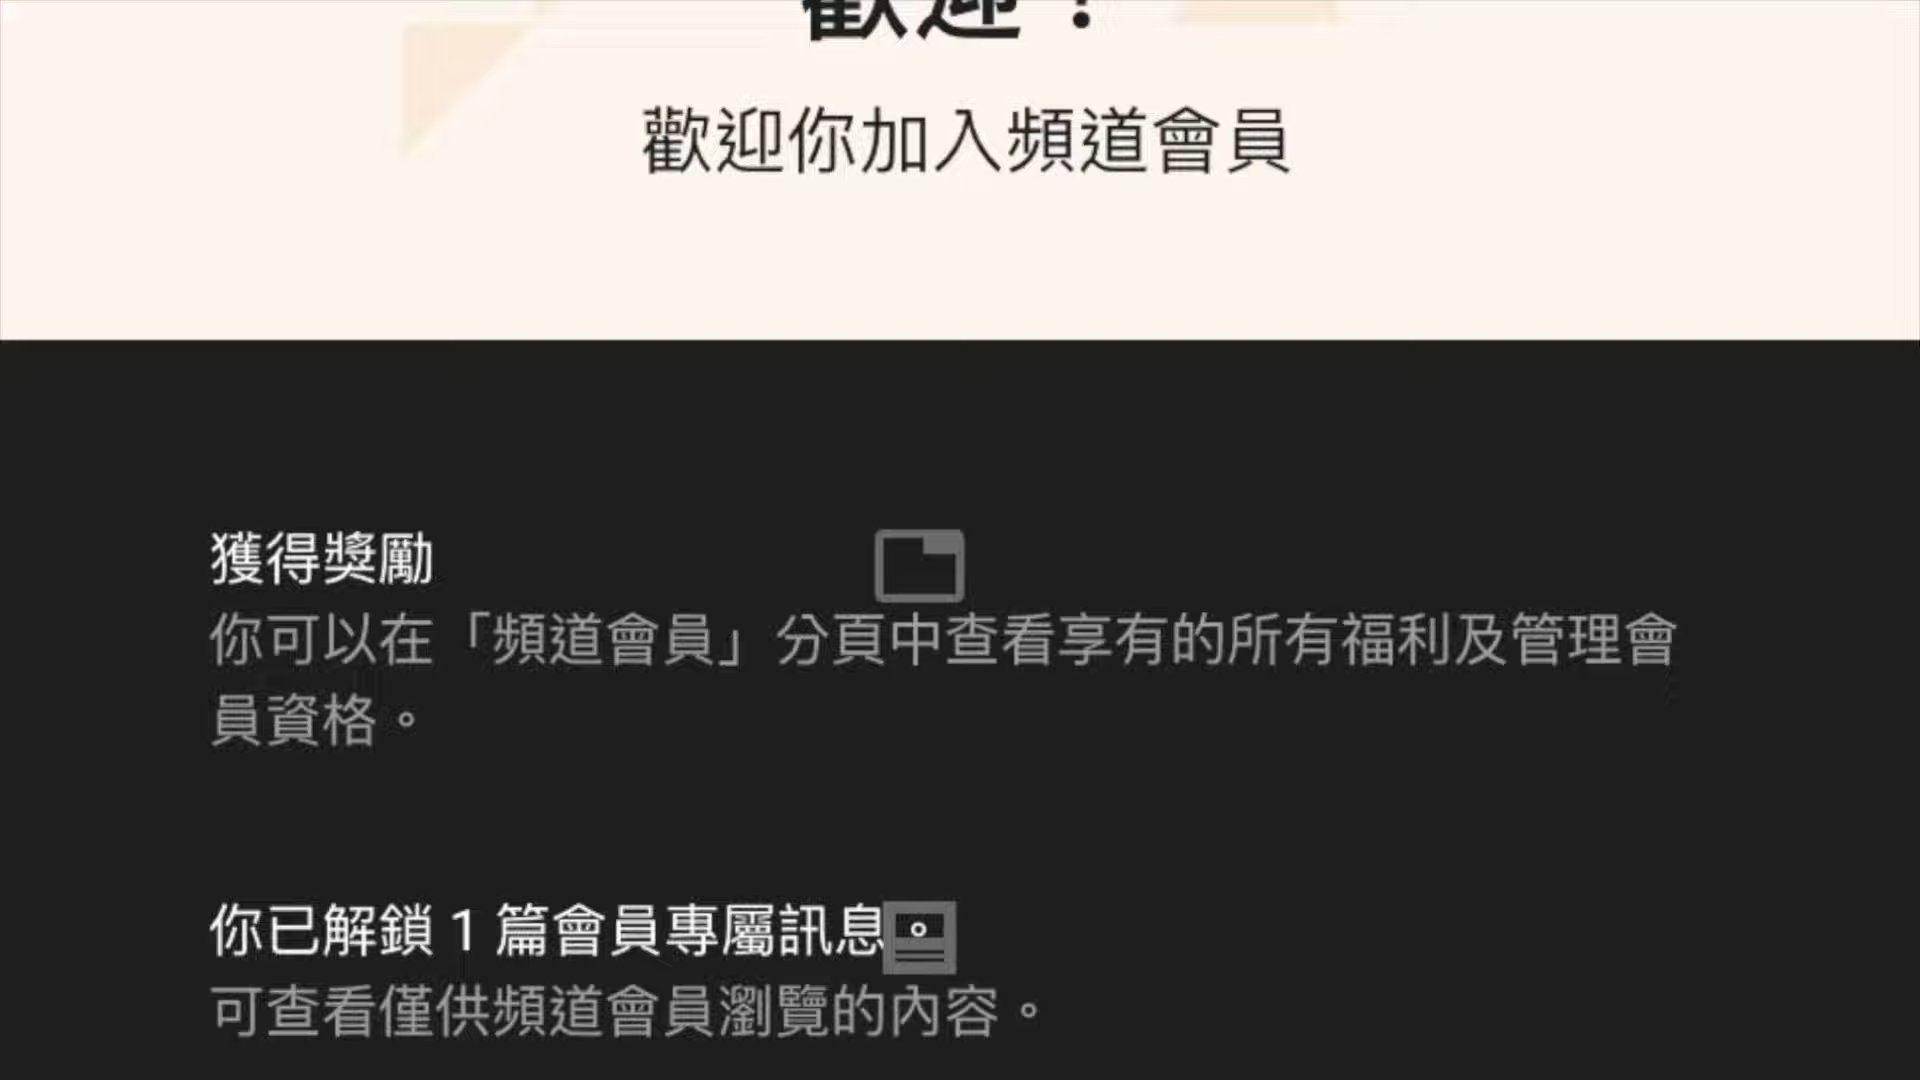 歡迎！
歡迎你加入頻道會員
獲得獎勵
你可以在「頻道會員」分頁中查看享有的所有福利及管理會
員資格。
你已解鎖 1 篇會員專屬訊息。
可查看僅供頻道會員瀏覽的內容。